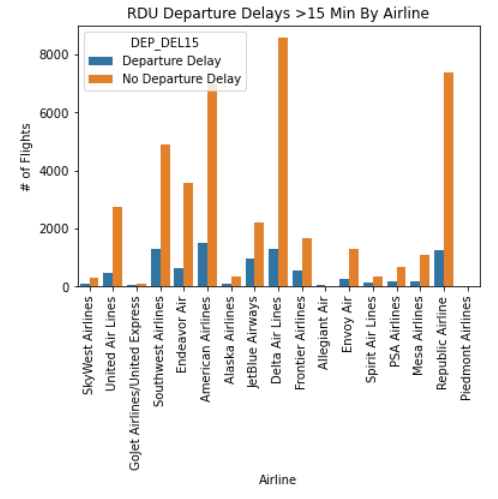 RDU Departure Delays >15 Min By Airline
DEP_DEL15
Departure Delay
No Departure Delay
# of Flights
8000
6000
4000
2000
0
SkyWest Airlines
United Air Lines
GoJet Airlines/United Express
Southwest Airlines
Endeavor Air
American Airlines
Alaska Airlines
JetBlue Airways
Delta Air Lines
Frontier Airlines
Allegiant Air
Envoy Air
Spirit Air Lines
PSA Airlines
Mesa Airlines
Republic Airline
Piedmont Airlines
Airline